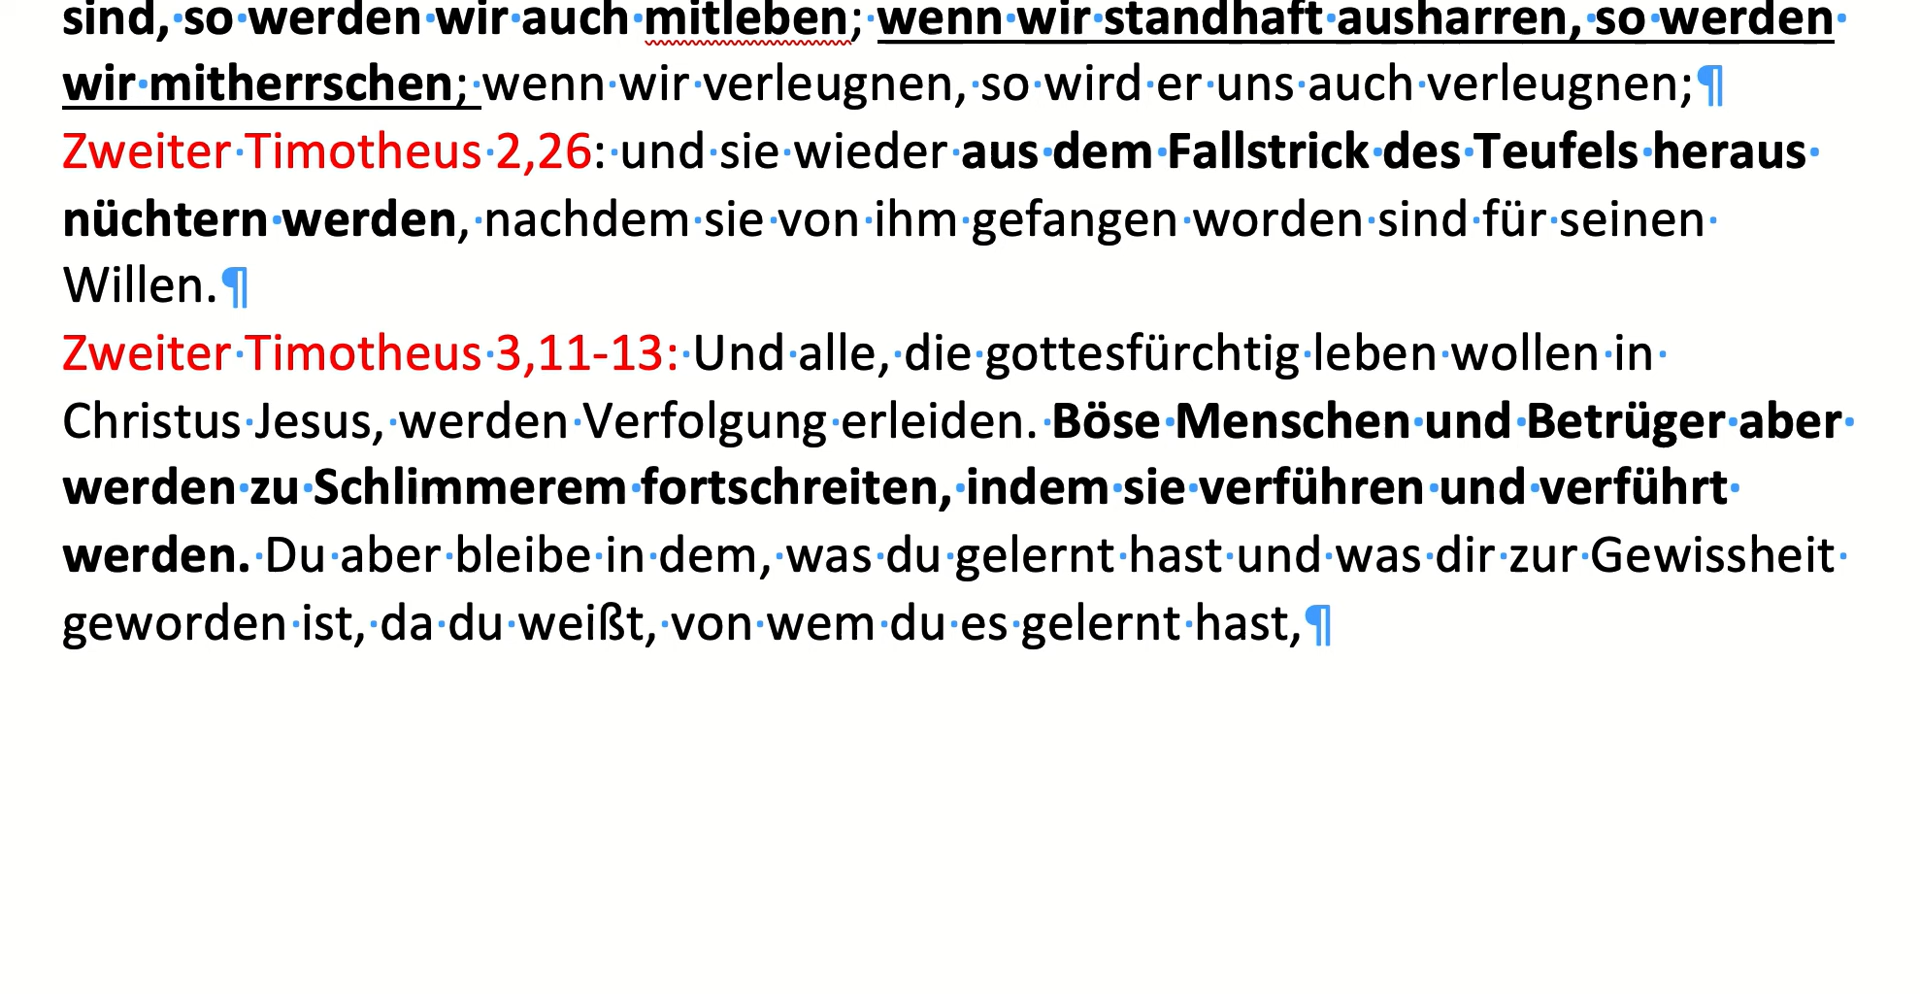 sind, so werden wir auch mitleben; wenn wir standhaft ausharren, so werden
wir mitherrschen; wenn wir verleugnen, so wird er uns auch verleugnen;¶
Zweiter Timotheus 2,26: und sie wieder aus dem Fallstrick des Teufels heraus
nüchtern werden, nachdem sie von ihm gefangen worden sind für seinen
Willen.¶
Zweiter Timotheus 3,11-13: Und alle, die gottesfürchtig leben wollen in
Christus Jesus, werden Verfolgung erleiden. Böse Menschen und Betrüger aber
werden zu Schlimmerem fortschreiten, indem sie verführen und verführt
werden. Du aber bleibe in dem, was du gelernt hast und was dir zur Gewissheit
geworden ist, da du weißt, von wem du es gelernt hast,¶